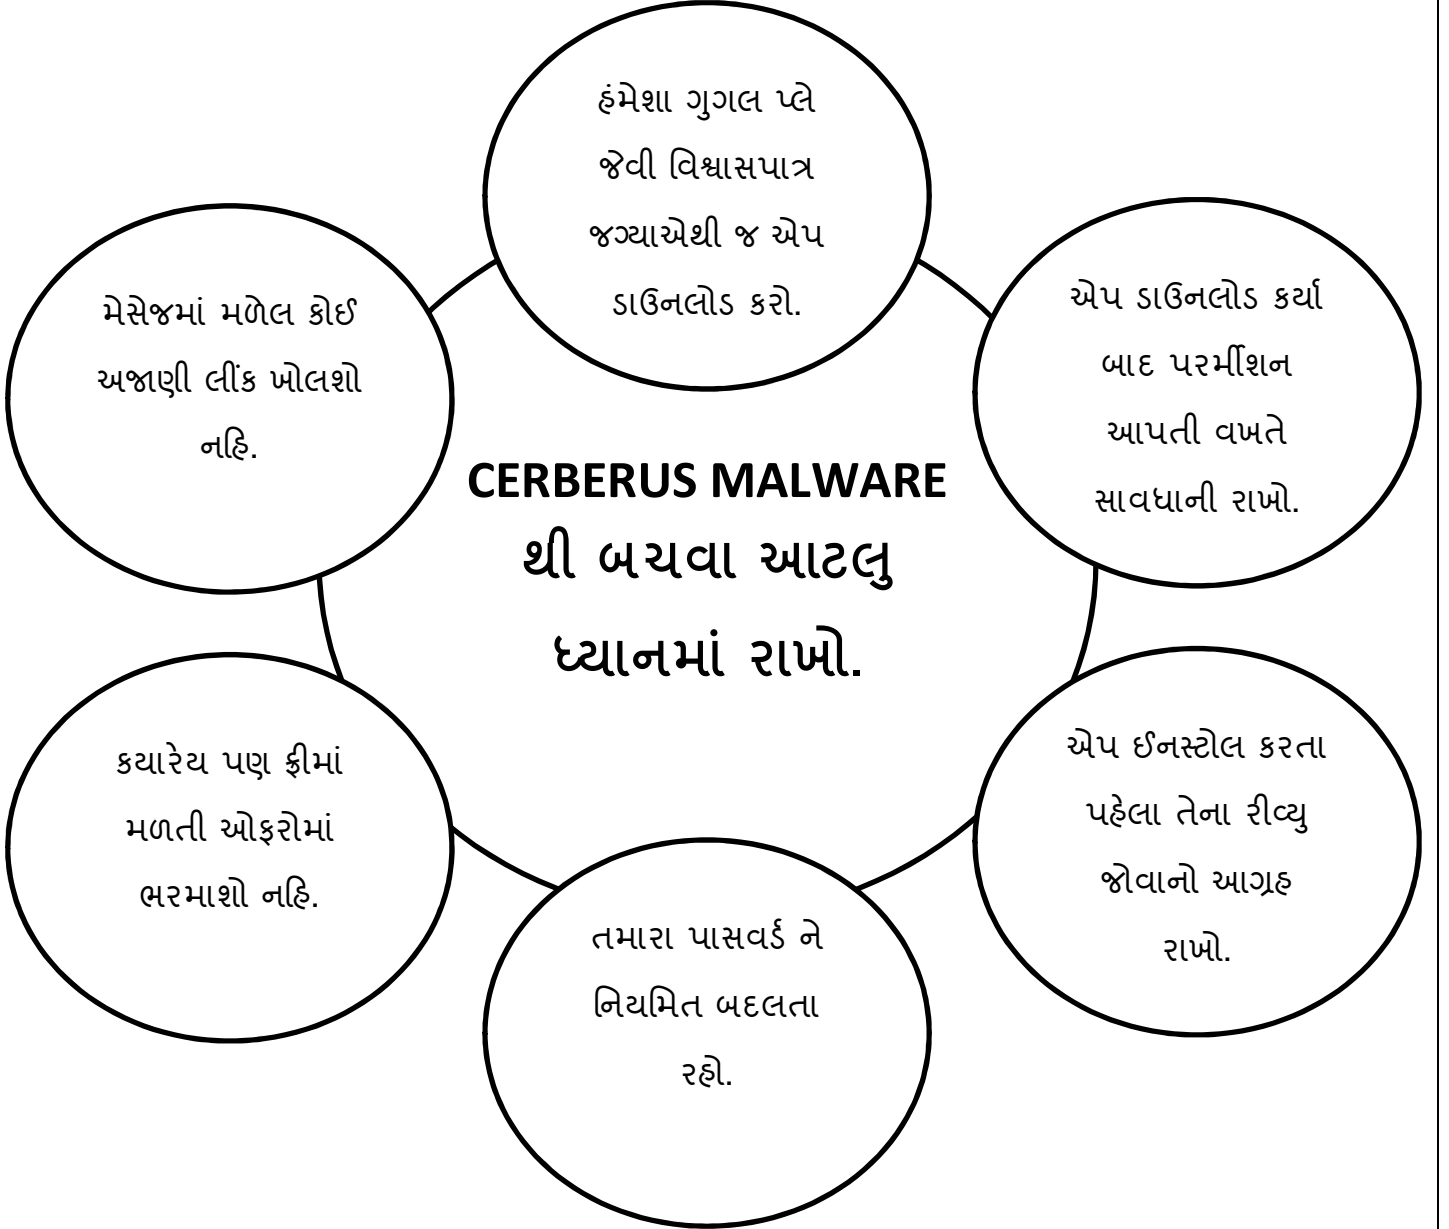 હંમેશા ગુગલ પ્લે
જેવી વિશ્વાસપાત્ર
જગ્યાએથી જ એપ
ડાઉનલોડ કરો.
એપ ડાઉનલોડ કર્યા
બાદ પરમીંશન
આપતી વખતે
સાવધાની રાખો.
એપ ઈનસ્ટોલ કરતા
પહેલા તેના રીવ્યુ
જોવાનો આગ્રહ
રાખો.
તમારા પાસવર્ડ ને
નિયમિત બદલતા
રહો.
કયારેય પણ ફ્રીમાં
મળતી ઓફરોમાં
ભરમાશો નહિ.
મેસેજમાં મળેલ કોઈ
અજાણી લીંક ખોલશો
નહિ.
CERBERUS MALWARE
થી બચવા આટલુ
ધ્યાનમાં રાખો.